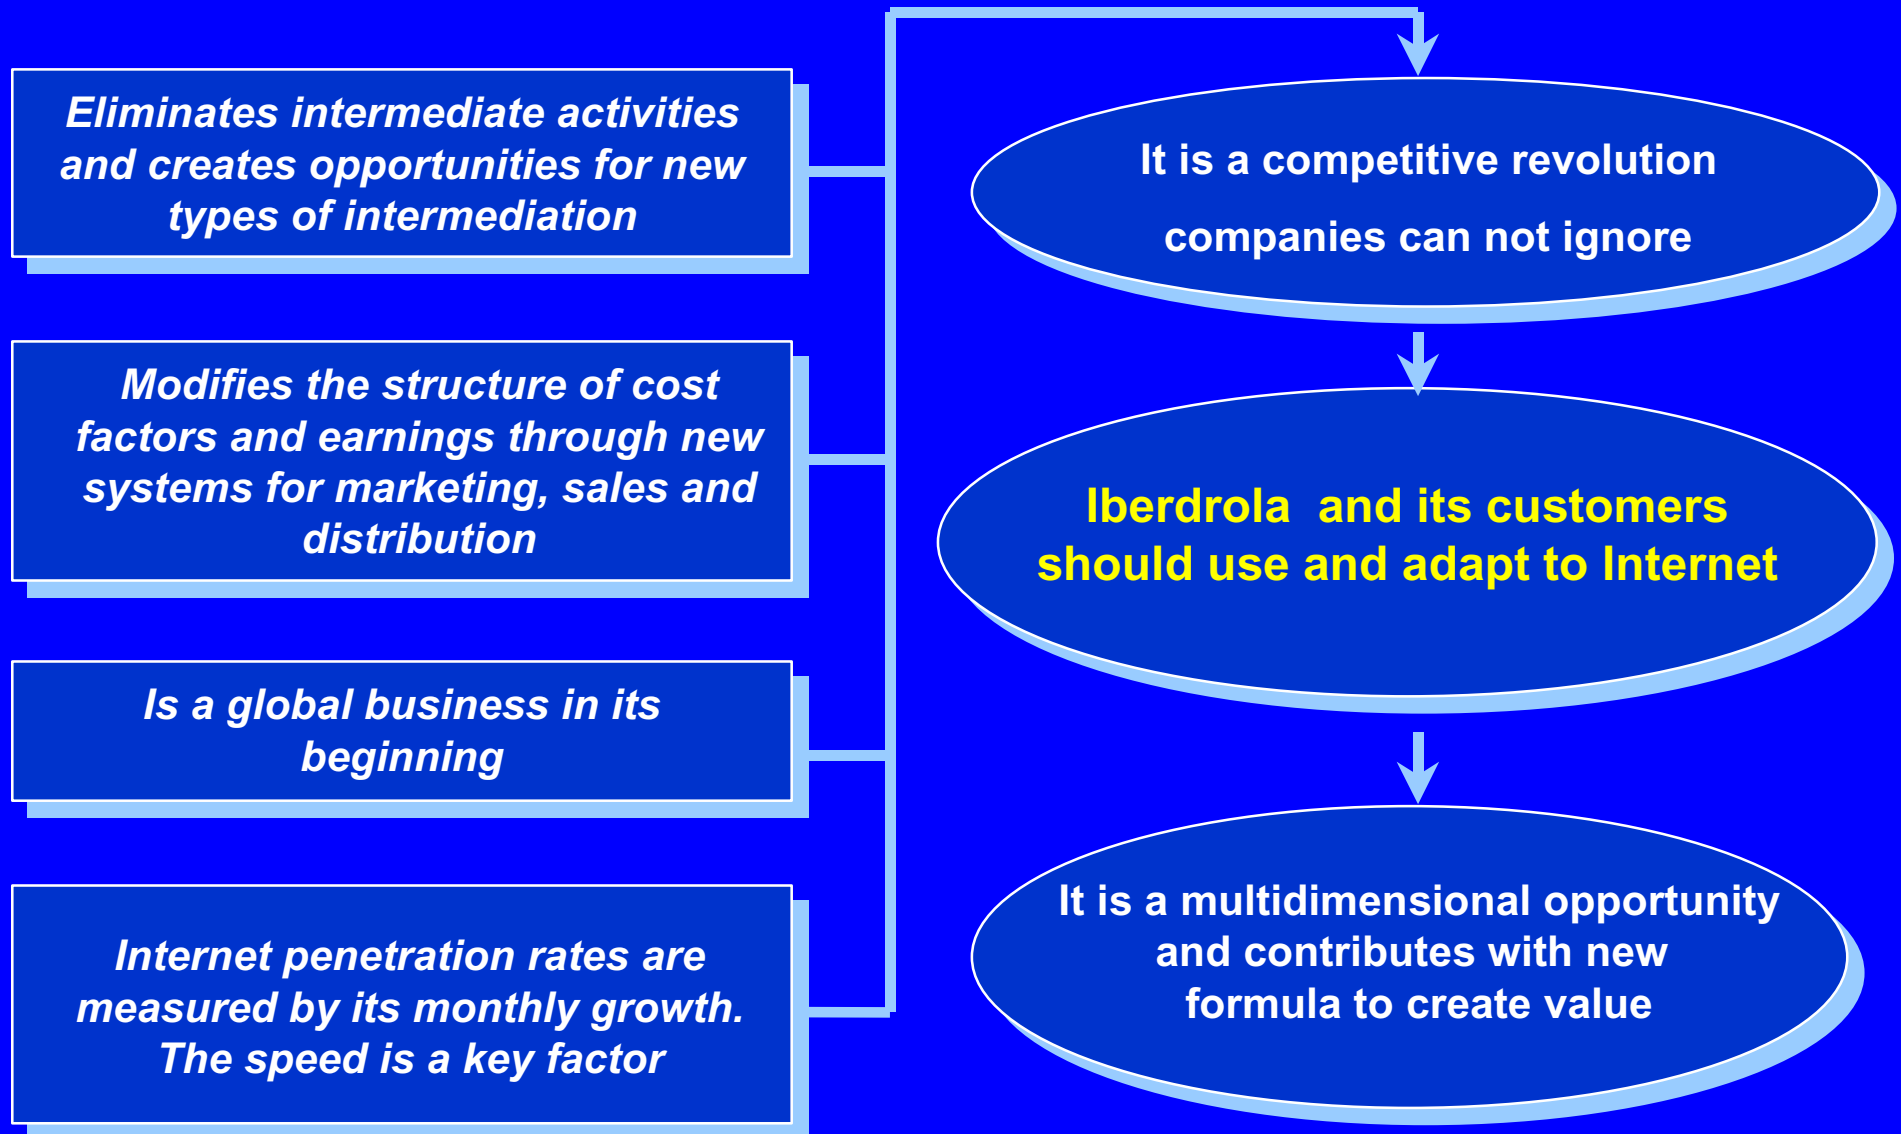 Eliminates intermediate activities
and creates opportunities for new
types of intermediation
Modifies the structure of cost
factors and earnings through new
systems for marketing, sales and
distribution
Is a global business in its
beginning
Internet penetration rates are
measured by its monthly growth.
The speed is a key factor
It is a competitive revolution
companies can not ignore
Iberdrola  and its customers
should use and adapt to Internet
It is a multidimensional opportunity
and contributes with new
formula to create value